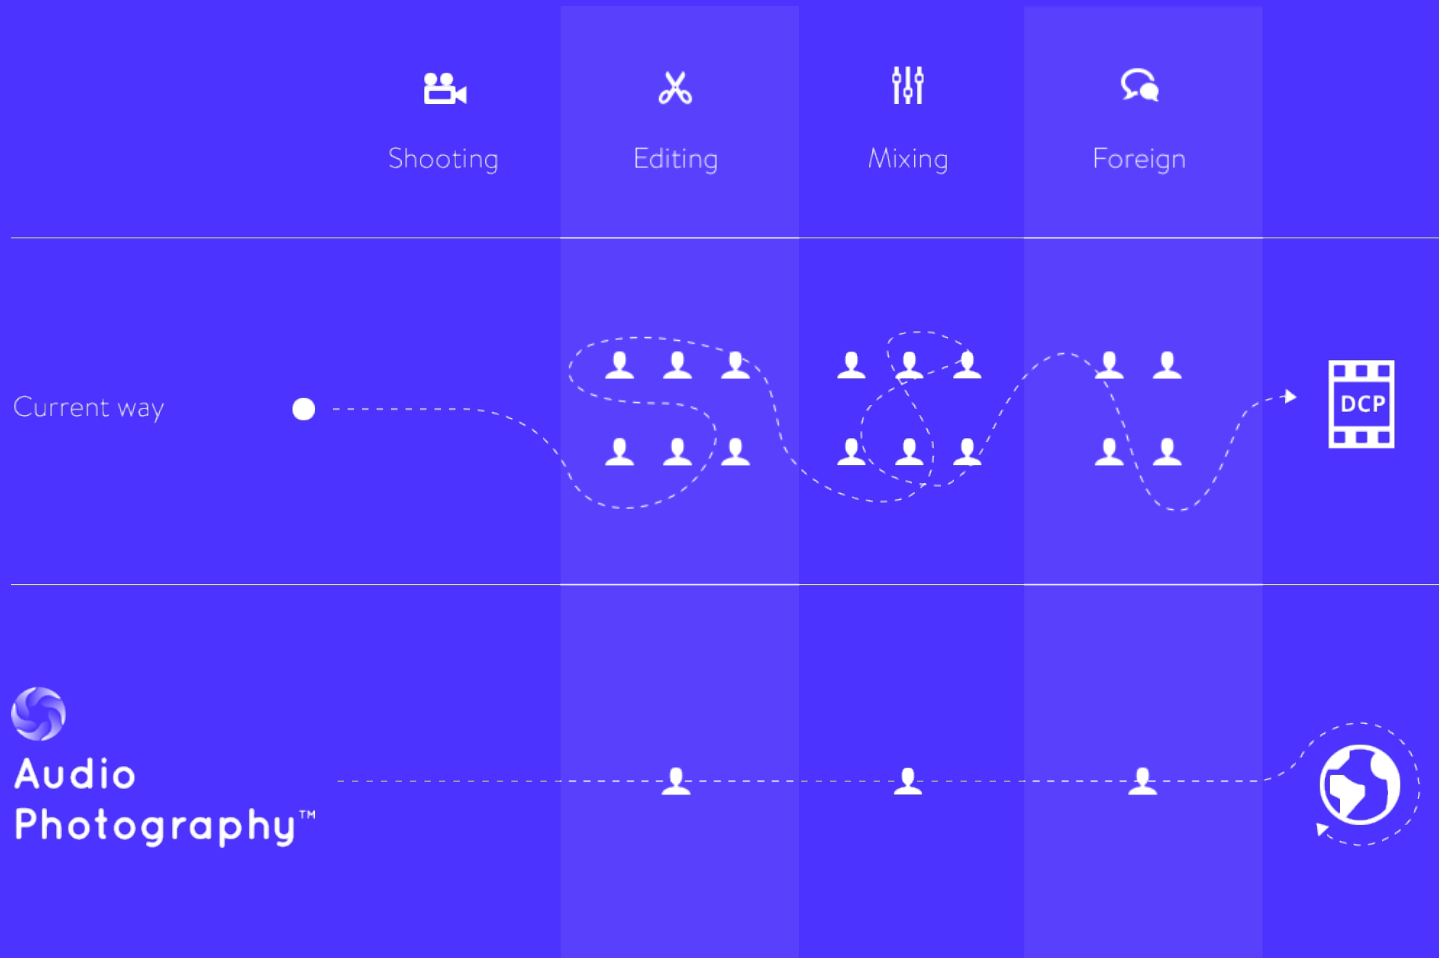 Shooting
Editing
Mixing
Foreign
Current way
DCP
Audio
Photography™